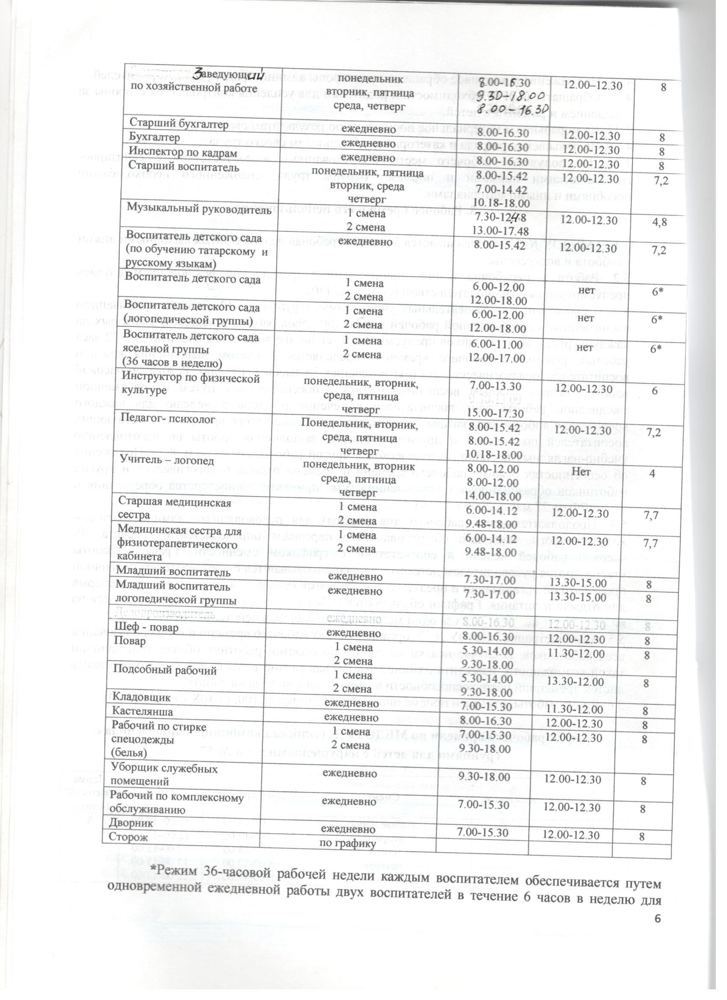 Заведующий
по хозяйственной работе
понедельник
вторник, пятница
среда, четверг
8.00-16.30
9.30-18.00
8.00-16.30
12.00–12.30
8
Старший бухгалтер
ежедневно
8.00-16.30
12.00-12.30
8
Бухгалтер
ежедневно
8.00-16.30
12.00-12.30
8
Инспектор по кадрам
ежедневно
8.00-16.30
12.00-12.30
8
Старший воспитатель
понедельник, пятница
вторник, среда
четверг
8.00-15.42
7.00-14.42
10.18-18.00
12.00-12.30
7,2
Музыкальный руководитель
1 смена
2 смена
7.30-12.48
13.00-17.48
12.00-12.30
4,8
Воспитатель детского сада
(по обучению татарскому и
русскому языкам)
ежедневно
8.00-15.42
12.00-12.30
7,2
Воспитатель детского сада
1 смена
2 смена
6.00-12.00
12.00-18.00
нет
6*
Воспитатель детского сада
(логопедической группы)
1 смена
2 смена
6.00-12.00
12.00-18.00
нет
6*
Воспитатель детского сада
ясельной группы
(36 часов в неделю)
1 смена
2 смена
6.00-11.00
12.00-17.00
нет
6*
Инструктор по физической
культуре
понедельник, вторник,
среда, пятница
четверг
7.00-13.30
15.00-17.30
12.00-12.30
6
Педагог- психолог
Понедельник, вторник,
среда, пятница
четверг
8.00-15.42
8.00-15.42
10.18-18.00
12.00-12.30
7,2
Учитель – логопед
понедельник, вторник
среда, пятница
четверг
8.00-12.00
8.00-12.00
14.00-18.00
Нет
4
Старшая медицинская
сестра
1 смена
2 смена
6.00-14.12
9.48-18.00
12.00-12.30
7,7
Медицинская сестра для
физиотерапевтического
кабинета
1 смена
2 смена
6.00-14.12
9.48-18.00
12.00-12.30
7,7
Младший воспитатель
ежедневно
7.30-17.00
13.30-15.00
8
Младший воспитатель
логопедической группы
ежедневно
7.30-17.00
13.30-15.00
8
Делопроизводитель
ежедневно
8.00-16.30
12.00-12.30
8
Шеф - повар
ежедневно
8.00-16.30
12.00-12.30
8
Повар
1 смена
2 смена
5.30-14.00
9.30-18.00
11.30-12.00
8
Подсобный рабочий
1 смена
2 смена
5.30-14.00
9.30-18.00
13.30-12.00
8
Кладовщик
ежедневно
7.00-15.30
11.30-12.00
8
Кастелянша
ежедневно
8.00-16.30
12.00-12.30
8
Рабочий по стирке
спецодежды
(белья)
1 смена
2 смена
7.00-15.30
9.30-18.00
12.00-12.30
8
Уборщик служебных
помещений
ежедневно
9.30-18.00
12.00-12.30
8
Рабочий по комплексному
обслуживанию
ежедневно
7.00-15.30
12.00-12.30
8
Дворник
ежедневно
7.00-15.30
12.00-12.30
8
Сторож
по графику
*Режим 36-часовой рабочей недели каждым воспитателем обеспечивается путем
одновременной ежедневной работы двух воспитателей в течение 6 часов в неделю для
6